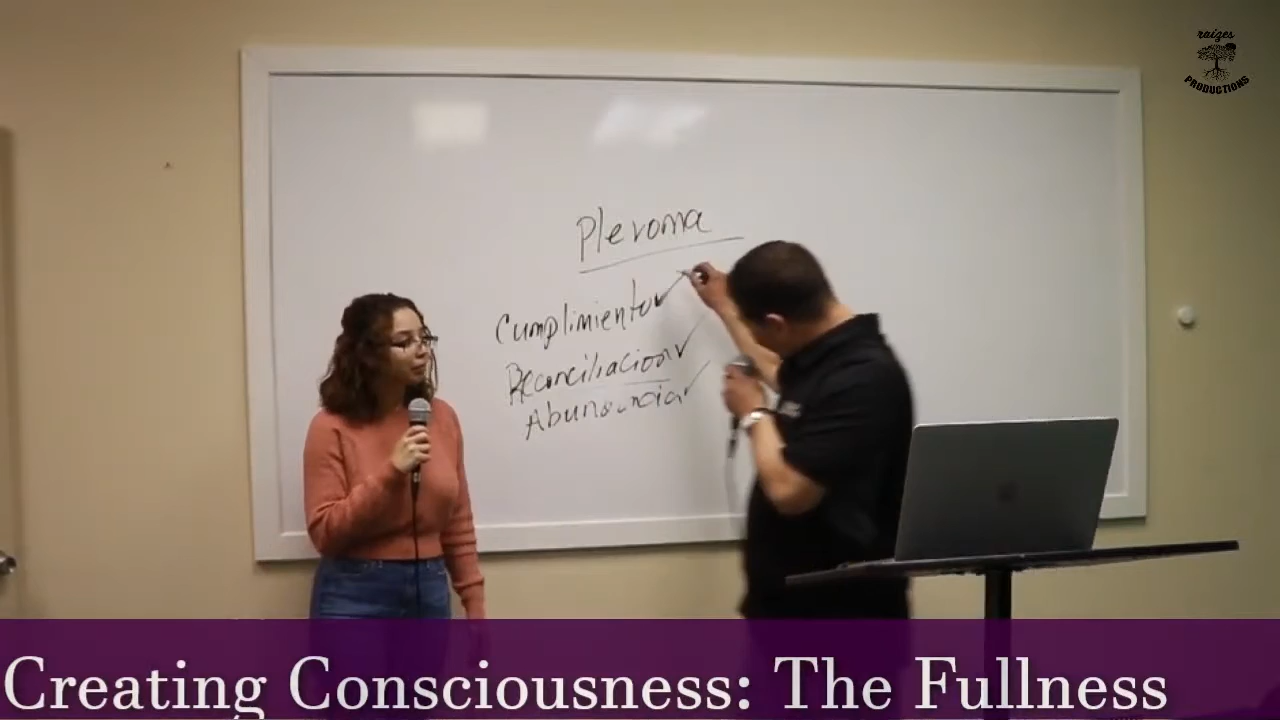 raizes
PRODUCTIONS
Pleroma
Cumplimiento
Reconciliacion
Abundancia
Creating Consciousness: The Fullness